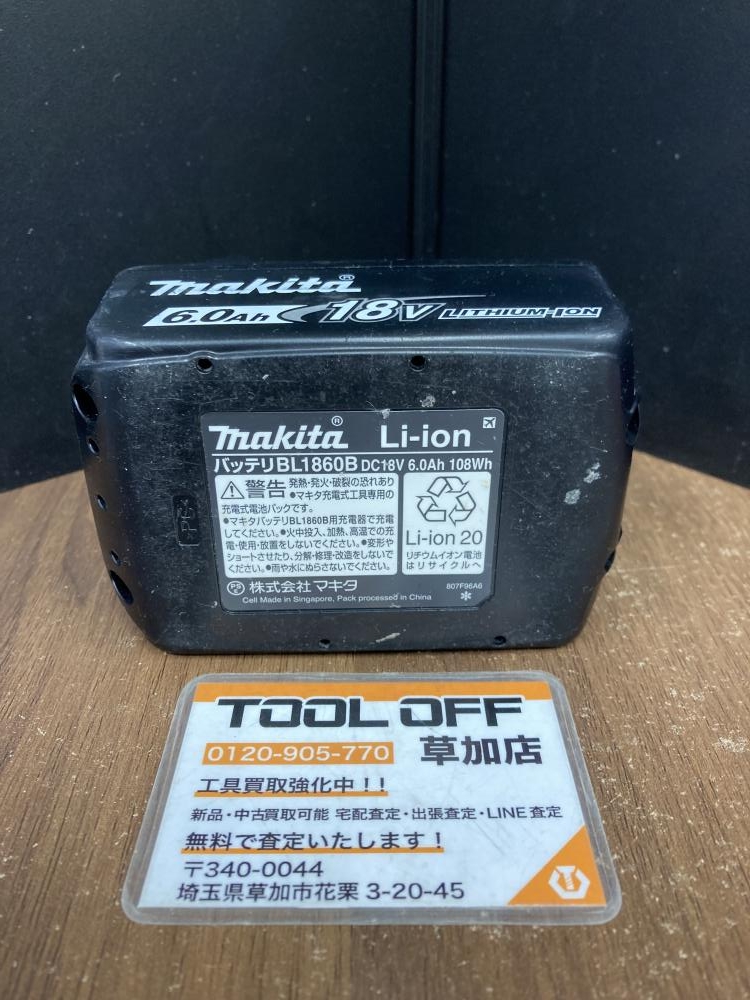 makita®
6.0Ah 18V LITHIUM-ION
makita® Li-ion
バッテリBL1860B DC18V 6.0Ah 108Wh
警告 発熱・発火・破裂の恐れあり
●マキタ充電式工具専用の
充電式電池パックです。
●マキタバッテリBL1860B用充電器で充電
してください。●火中投入、加熱、高温での充
電・使用・放置をしないでください。●変形や
ショートさせたり、分解・修理・改造をしないで
ください。●雨や水にぬらさないでください。
Li-ion 20
リチウムイオン電池
はリサイクルへ
PS E 株式会社 マキタ
807F96A6
Cell Made in Singapore, Pack processed in China
*
TOOL OFF
0120-905-770 草加店
工具買取強化中!!
新品・中古買取可能 宅配査定・出張査定・LINE査定
無料で査定いたします!
〒340-0044
埼玉県草加市花栗 3-20-45